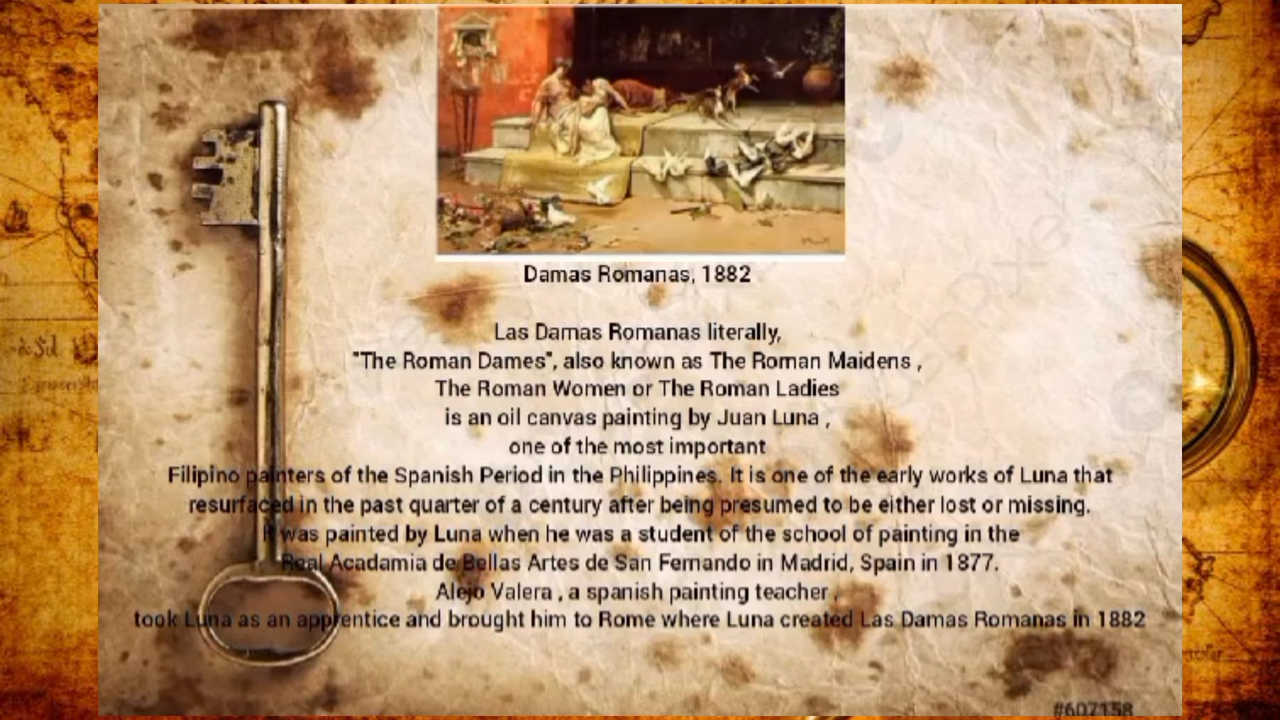 Damas Romanas, 1882
Las Damas Romanas literally,
"The Roman Dames", also known as The Roman Maidens ,
The Roman Women or The Roman Ladies
is an oil canvas painting by Juan Luna ,
one of the most important
Filipino painters of the Spanish Period in the Philippines. It is one of the early works of Luna that
resurfaced in the past quarter of a century after being presumed to be either lost or missing.
It was painted by Luna when he was a student of the school of painting in the
Real Acadamia de Bellas Artes de San Fernando in Madrid, Spain in 1877.
Alejo Valera , a spanish painting teacher ,
took Luna as an apprentice and brought him to Rome where Luna created Las Damas Romanas in 1882
#607158